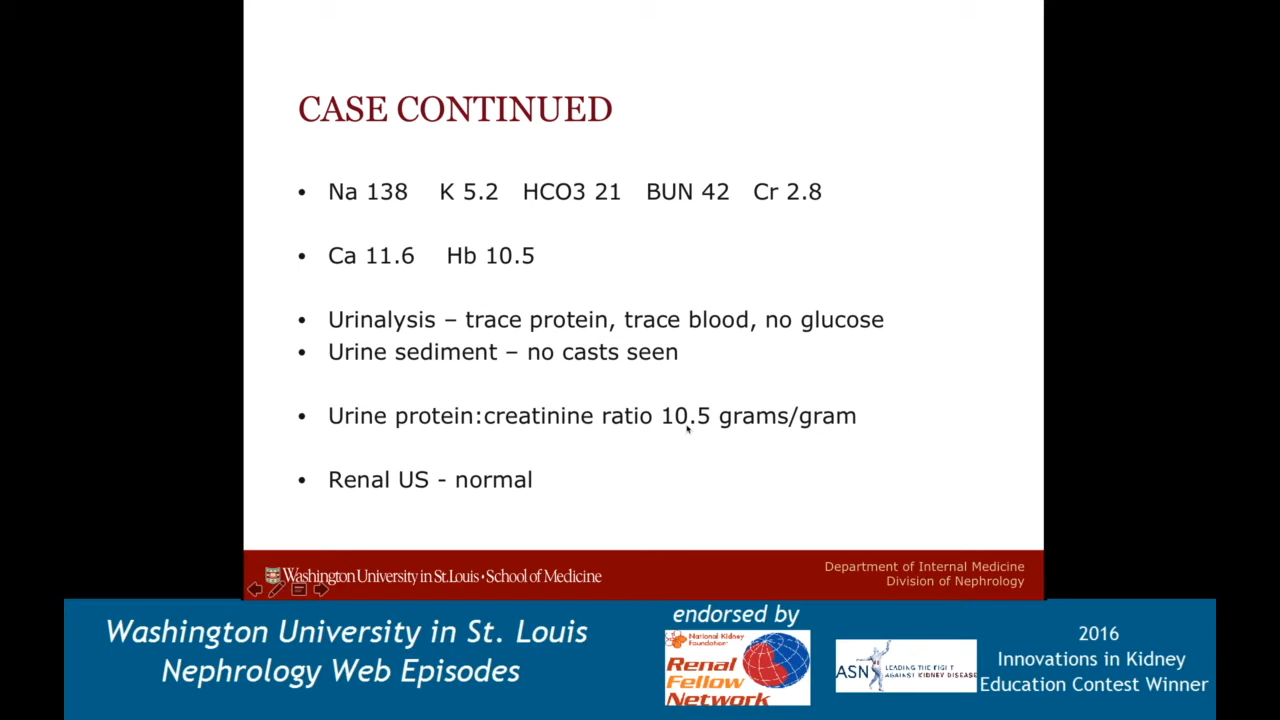 CASE CONTINUED
• Na 138 K 5.2 HCO3 21 BUN 42 Cr 2.8
• Ca 11.6 Hb 10.5
• Urinalysis – trace protein, trace blood, no glucose
• Urine sediment – no casts seen
• Urine protein:creatinine ratio 10.5 grams/gram
• Renal US - normal
Washington University in St. Louis • School of Medicine
Department of Internal Medicine
Division of Nephrology
Washington University in St. Louis
Nephrology Web Episodes
endorsed by
National Kidney
Foundation
Renal
Fellow
Network
ASN
LEADING THE FIGHT
AGAINST KIDNEY DISEASE
2016
Innovations in Kidney
Education Contest Winner